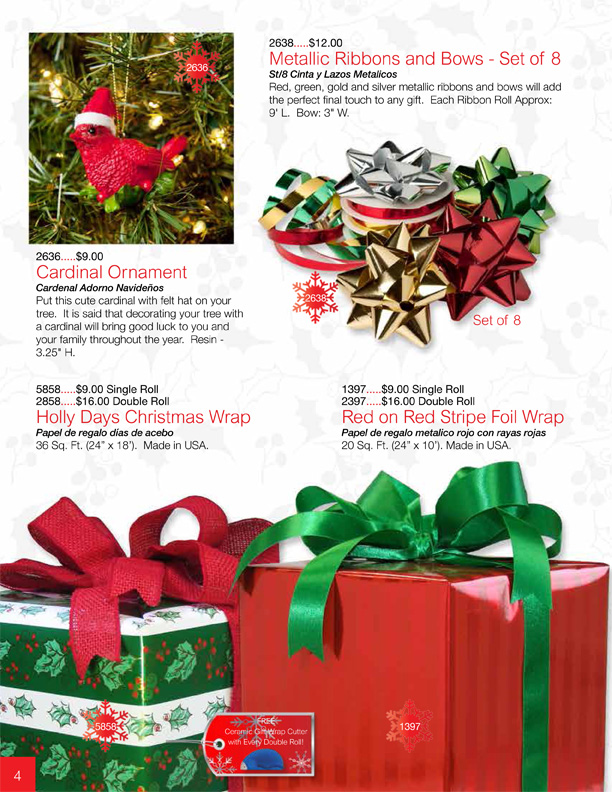 2636
2636.....$9.00
Cardinal Ornament
Cardenal Adorno Navideños
Put this cute cardinal with felt hat on your
tree.  It is said that decorating your tree with
a cardinal will bring good luck to you and
your family throughout the year.  Resin -
3.25" H.
2638.....$12.00
Metallic Ribbons and Bows - Set of 8
St/8 Cinta y Lazos Metalicos
Red, green, gold and silver metallic ribbons and bows will add
the perfect final touch to any gift.  Each Ribbon Roll Approx:
9' L.  Bow: 3" W.
2638
Set of 8
5858.....$9.00 Single Roll
2858.....$16.00 Double Roll
Holly Days Christmas Wrap
Papel de regalo días de acebo
36 Sq. Ft. (24" x 18').  Made in USA.
1397.....$9.00 Single Roll
2397.....$16.00 Double Roll
Red on Red Stripe Foil Wrap
Papel de regalo metalico rojo con rayas rojas
20 Sq. Ft. (24" x 10'). Made in USA.
5858
FREE
Ceramic Gift Wrap Cutter
with Every Double Roll!
1397
4